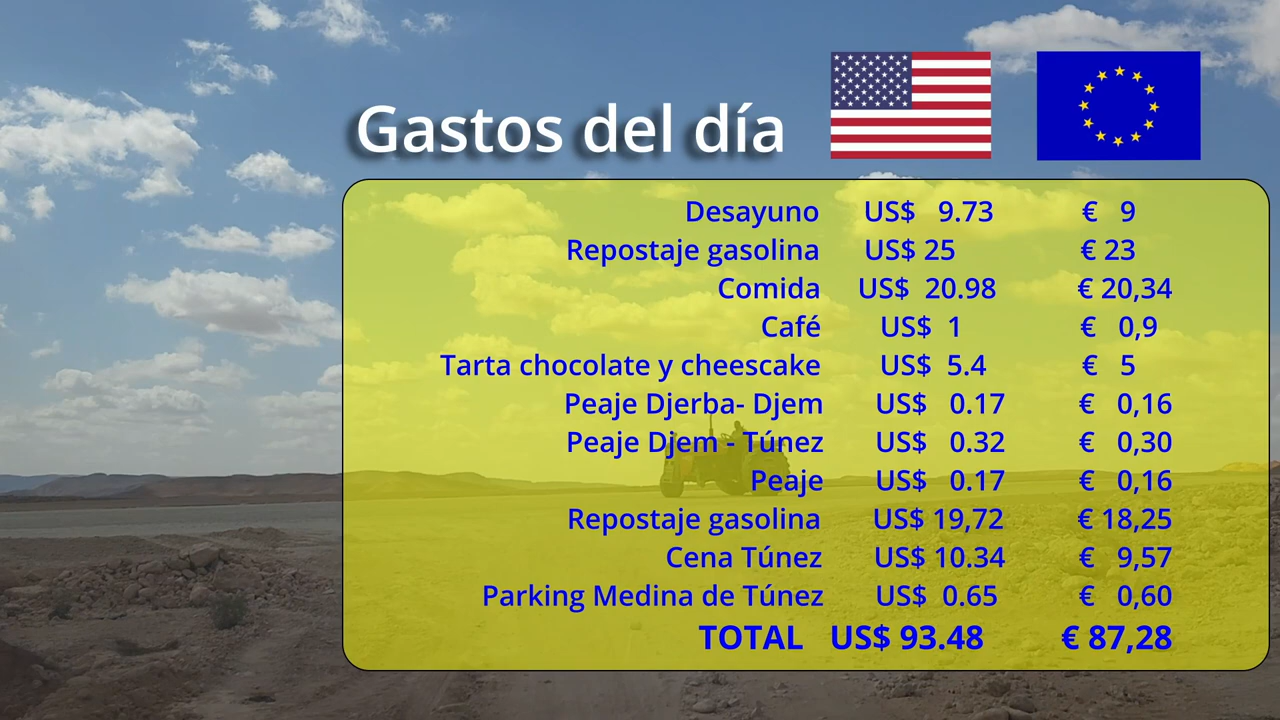 Gastos del día
Desayuno US$ 9.73 € 9
Repostaje gasolina US$ 25 € 23
Comida US$ 20.98 € 20,34
Café US$ 1 € 0,9
Tarta chocolate y cheescake US$ 5.4 € 5
Peaje Djerba- Djem US$ 0.17 € 0,16
Peaje Djem - Túnez US$ 0.32 € 0,30
Peaje US$ 0.17 € 0,16
Repostaje gasolina US$ 19,72 € 18,25
Cena Túnez US$ 10.34 € 9,57
Parking Medina de Túnez US$ 0.65 € 0,60
TOTAL US$ 93.48 € 87,28